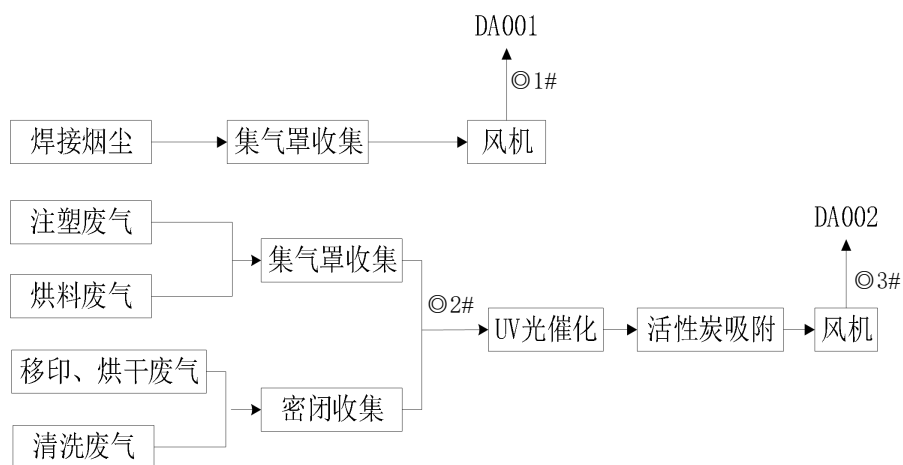 DA001
◎1#
焊接烟尘
集气罩收集
风机
注塑废气
DA002
集气罩收集
烘料废气
◎3#
◎2#
UV光催化
活性炭吸附
风机
移印、烘干废气
密闭收集
清洗废气